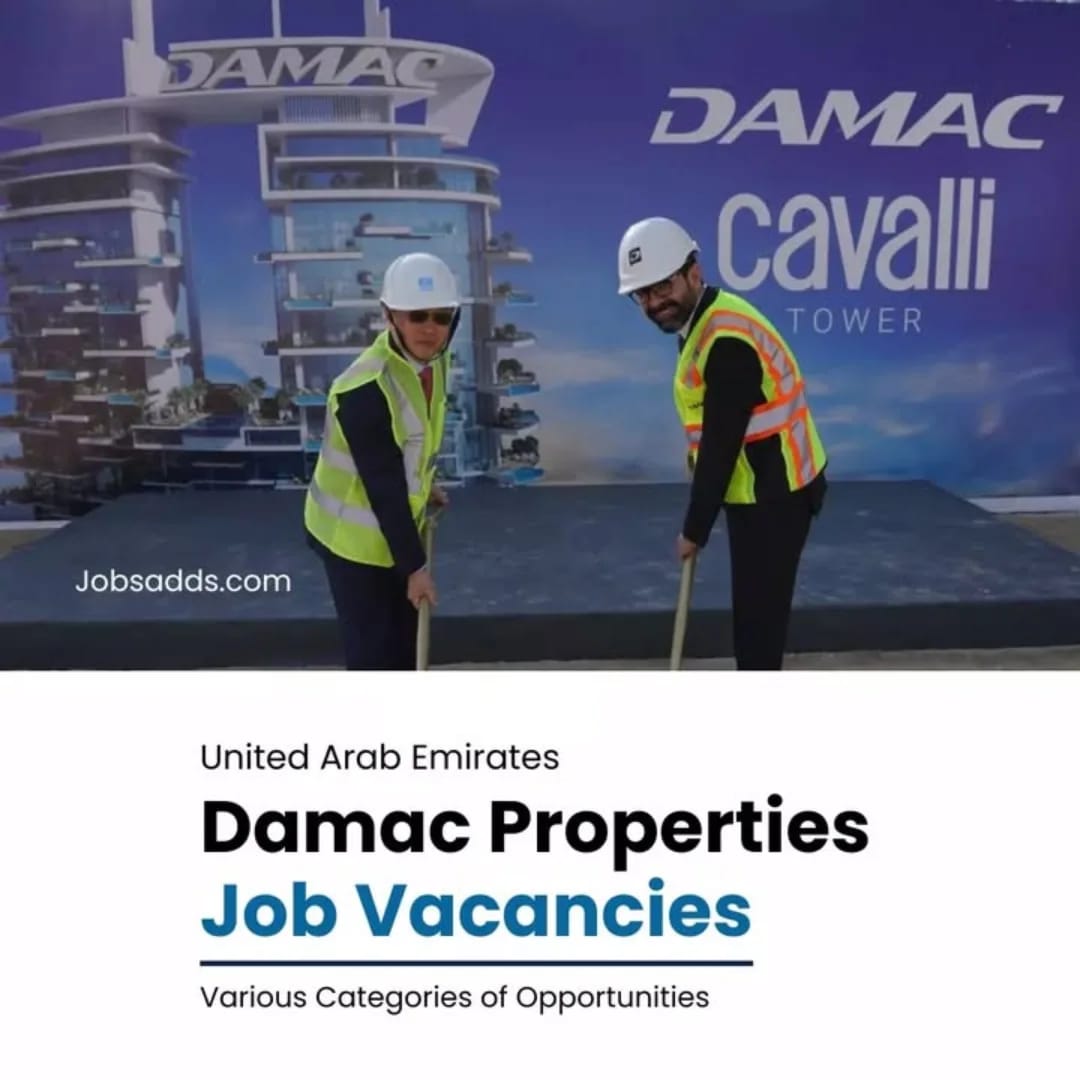 DAMAC
DAMAC
cavalli
TOWER
Jobsadds.com
United Arab Emirates
Damac Properties
Job Vacancies
Various Categories of Opportunities